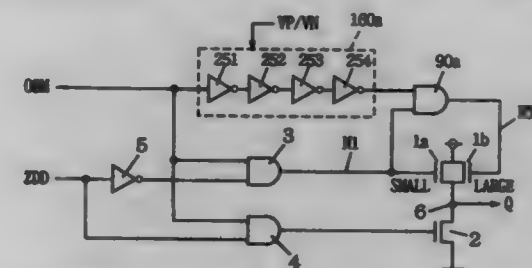 VP/VN 160a
251 252 253 254
90a
OEM
5 3 N1 1a 1b
ZDD
SMALL LARGE
6 Q
4 2